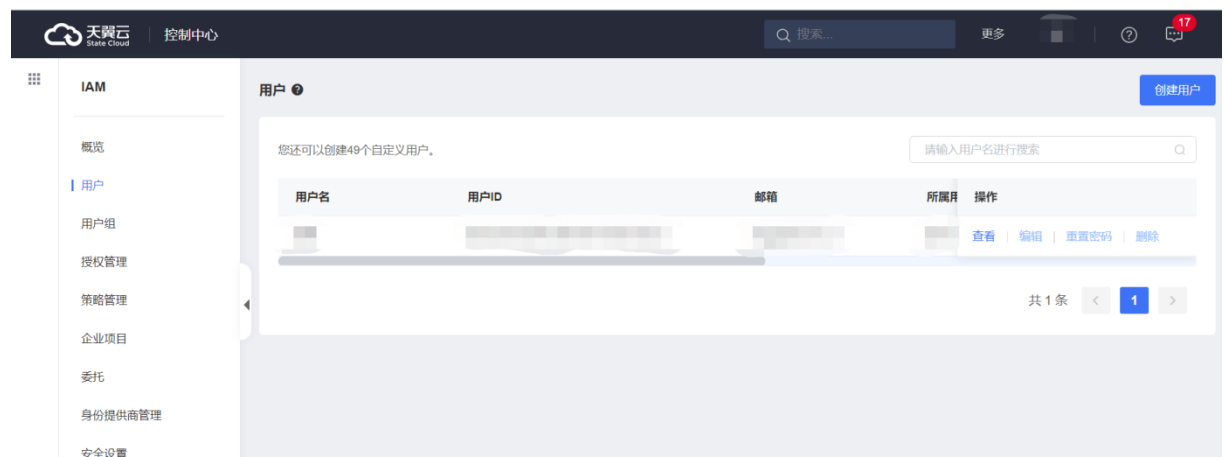 天翼云
State Cloud
控制中心
搜索...
更多
17
IAM
概览
用户
用户组
授权管理
策略管理
企业项目
委托
身份提供商管理
安全设置
用户
创建用户
您还可以创建49个自定义用户。
请输入用户名进行搜索
用户名 用户ID 邮箱 所属用 操作
查看 编辑 重置密码 删除
共1条 < 1 >